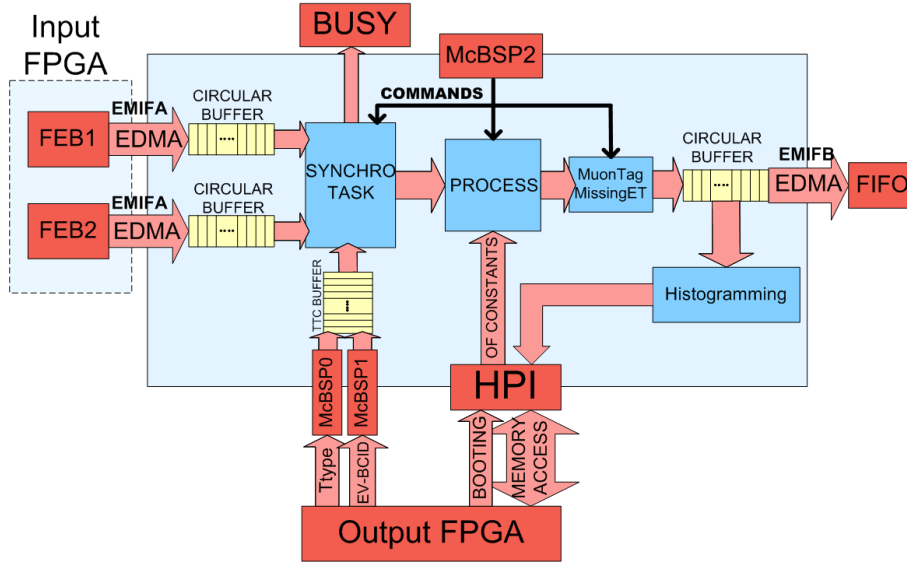 BUSY
Input
FPGA
McBSP2
COMMANDS
EMIFA
CIRCULAR
BUFFER
FEB1
EDMA
....
SYNCHRO
TASK
PROCESS
MuonTag
MissingET
CIRCULAR
BUFFER
....
EMIFB
EDMA
FIFO
EMIFA
CIRCULAR
BUFFER
FEB2
EDMA
....
TTC BUFFER
....
OF CONSTANTS
Histogramming
McBSP0
McBSP1
HPI
Ttype
EV-BCID
BOOTING
MEMORY
ACCESS
Output FPGA